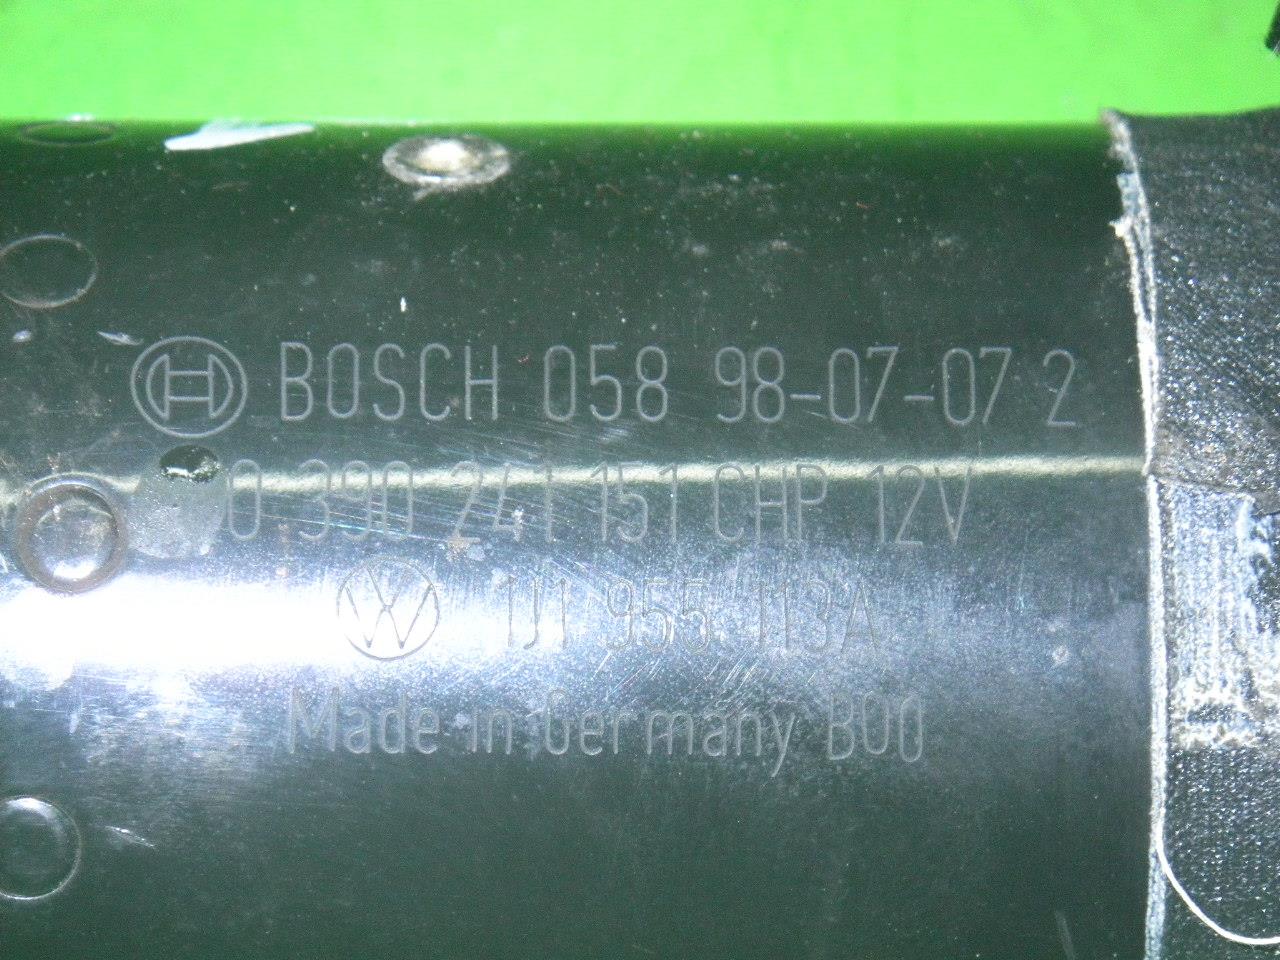 BOSCH 058 98-07-07 2
0 390 241 151 CHP 12V
VW 1J1 955 113A
Made in Germany B00